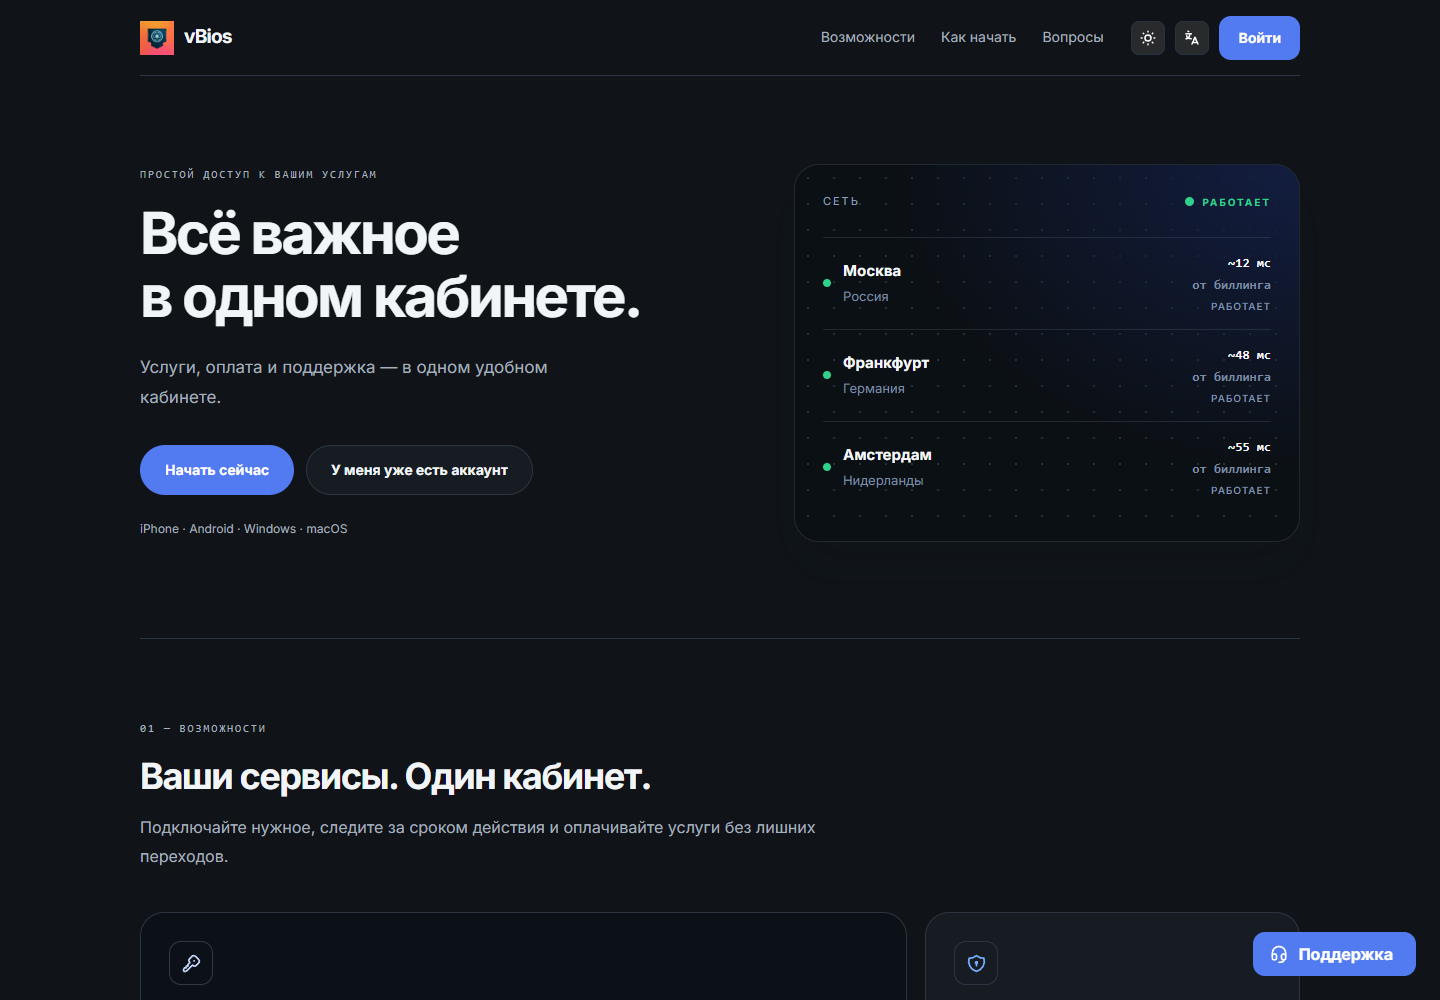 vBios
Возможности
Как начать
Вопросы
Войти
ПРОСТОЙ ДОСТУП К ВАШИМ УСЛУГАМ
Всё важное
в одном кабинете.
Услуги, оплата и поддержка — в одном удобном
кабинете.
Начать сейчас
У меня уже есть аккаунт
iPhone · Android · Windows · macOS
СЕТЬ
РАБОТАЕТ
Москва
Россия
~12 мс
от биллинга
РАБОТАЕТ
Франкфурт
Германия
~48 мс
от биллинга
РАБОТАЕТ
Амстердам
Нидерланды
~55 мс
от биллинга
РАБОТАЕТ
01 — ВОЗМОЖНОСТИ
Ваши сервисы. Один кабинет.
Подключайте нужное, следите за сроком действия и оплачивайте услуги без лишних
переходов.
Поддержка